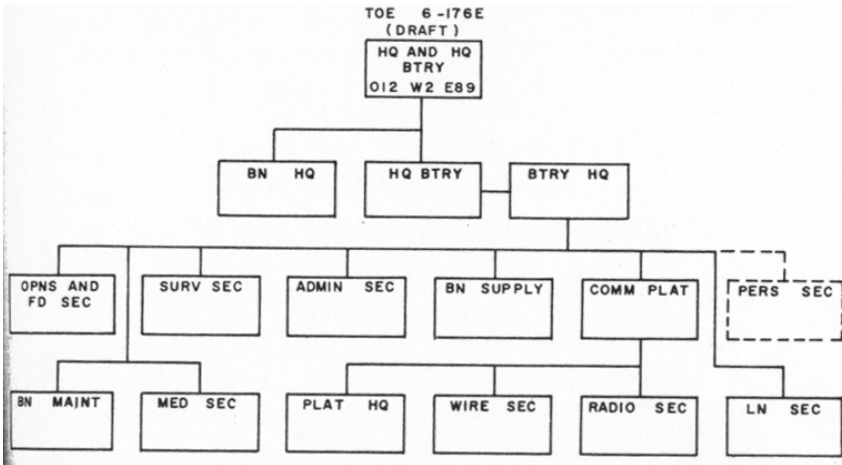 TOE 6-176E
(DRAFT)
HQ AND HQ
BTRY
012 W2 E89
BN HQ
HQ BTRY
BTRY HQ
OPNS AND
FD SEC
SURV SEC
ADMIN SEC
BN SUPPLY
COMM PLAT
PERS SEC
BN MAINT
MED SEC
PLAT HQ
WIRE SEC
RADIO SEC
LN SEC